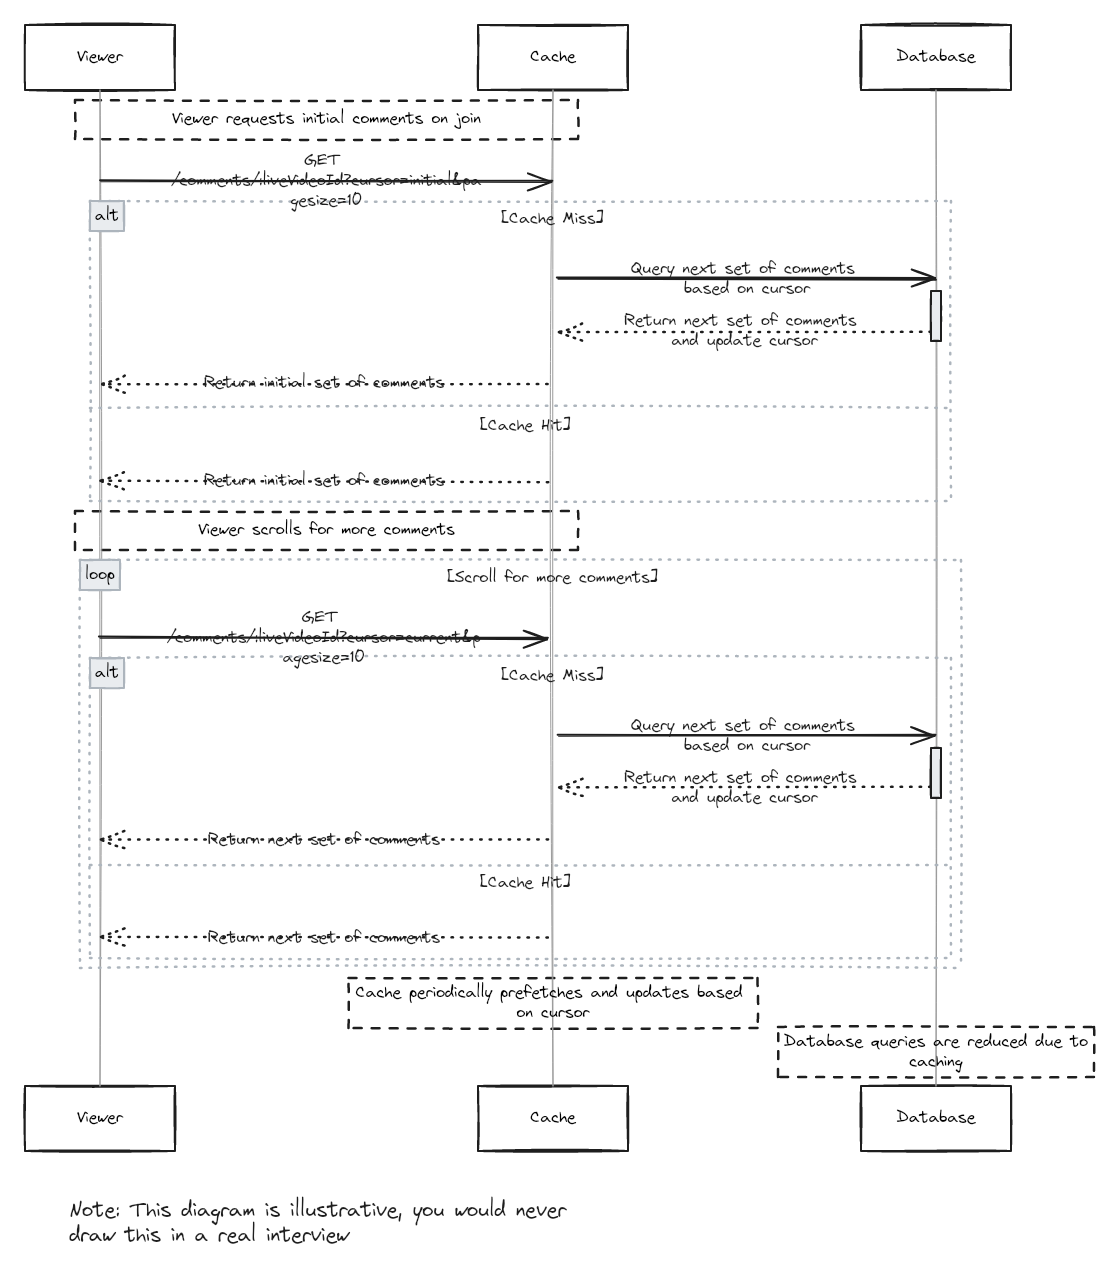 Viewer
Cache
Database
Viewer requests initial comments on join
GET
/comments/:liveVideoId?cursor=initial&pa
gesize=10
alt
[Cache Miss]
Query next set of comments
based on cursor
Return next set of comments
and update cursor
Return initial set of comments
[Cache Hit]
Return initial set of comments
Viewer scrolls for more comments
loop
[Scroll for more comments]
GET
/comments/:liveVideoId?cursor=current&p
agesize=10
alt
[Cache Miss]
Query next set of comments
based on cursor
Return next set of comments
and update cursor
Return next set of comments
[Cache Hit]
Return next set of comments
Cache periodically prefetches and updates based
on cursor
Database queries are reduced due to
caching
Viewer
Cache
Database
Note: This diagram is illustrative, you would never
draw this in a real interview